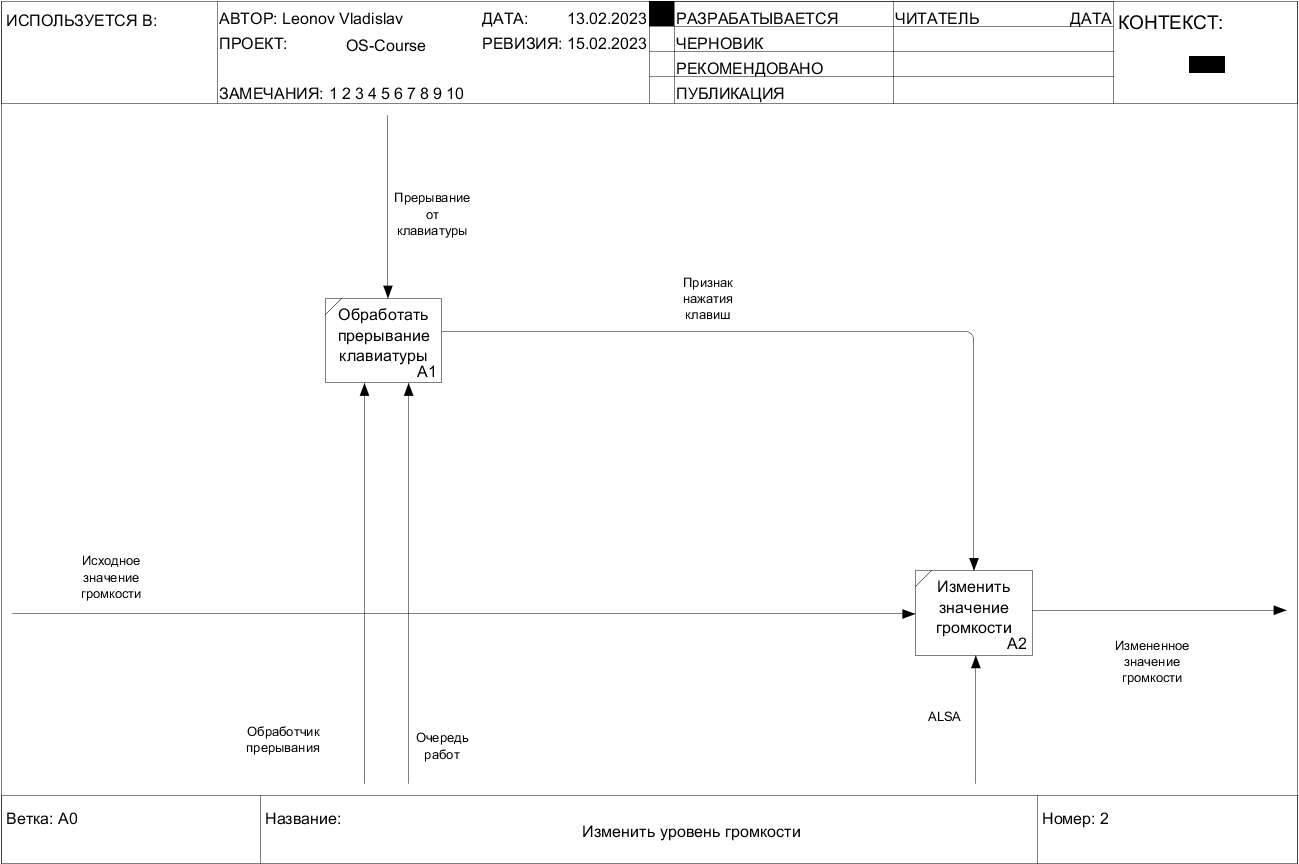 ИСПОЛЬЗУЕТСЯ В:
АВТОР: Leonov Vladislav
ДАТА: 13.02.2023
ПРОЕКТ: OS-Course
РЕВИЗИЯ: 15.02.2023
ЗАМЕЧАНИЯ: 1 2 3 4 5 6 7 8 9 10
РАЗРАБАТЫВАЕТСЯ
ЧЕРНОВИК
РЕКОМЕНДОВАНО
ПУБЛИКАЦИЯ
ЧИТАТЕЛЬ ДАТА
КОНТЕКСТ:
Прерывание
от
клавиатуры
Признак
нажатия
клавиш
Обработать
прерывание
клавиатуры
A1
Исходное
значение
громкости
Изменить
значение
громкости
A2
Измененное
значение
громкости
ALSA
Обработчик
прерывания
Очередь
работ
Ветка: A0
Название:
Изменить уровень громкости
Номер: 2